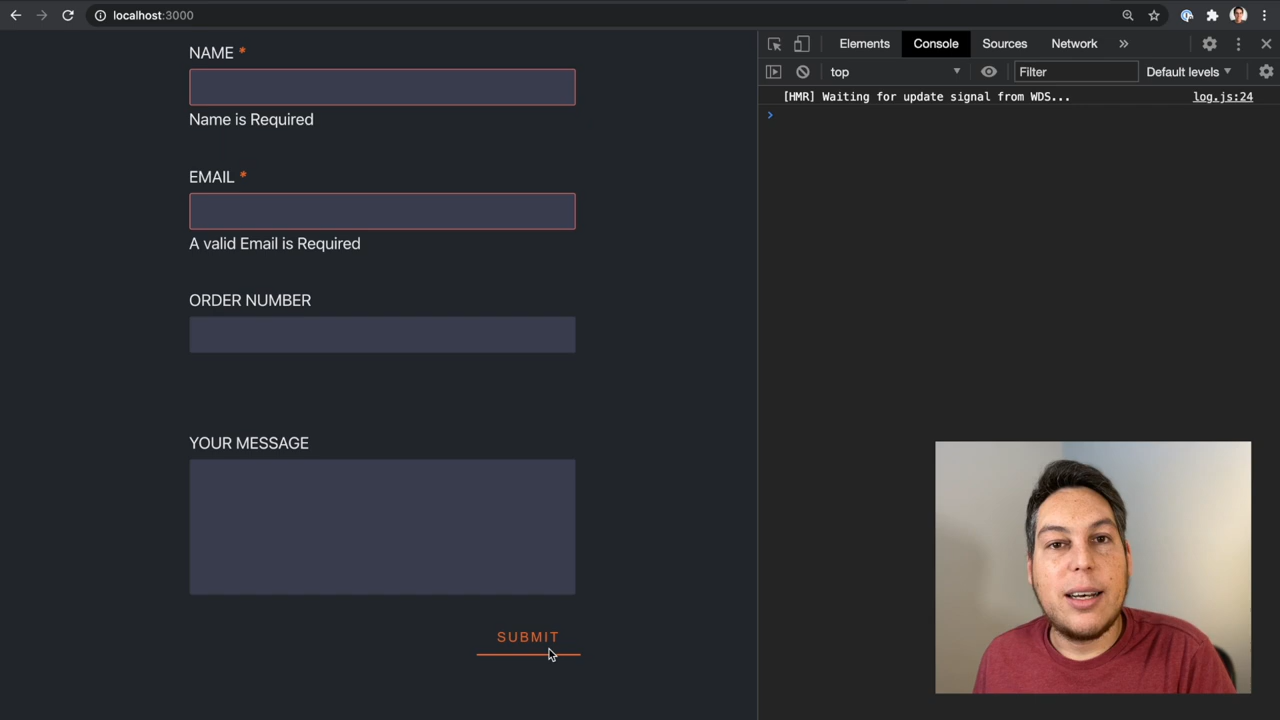 localhost:3000
Elements Console Sources Network »
top Filter Default levels
[HMR] Waiting for update signal from WDS... log.js:24
NAME *
Name is Required
EMAIL *
A valid Email is Required
ORDER NUMBER
YOUR MESSAGE
SUBMIT